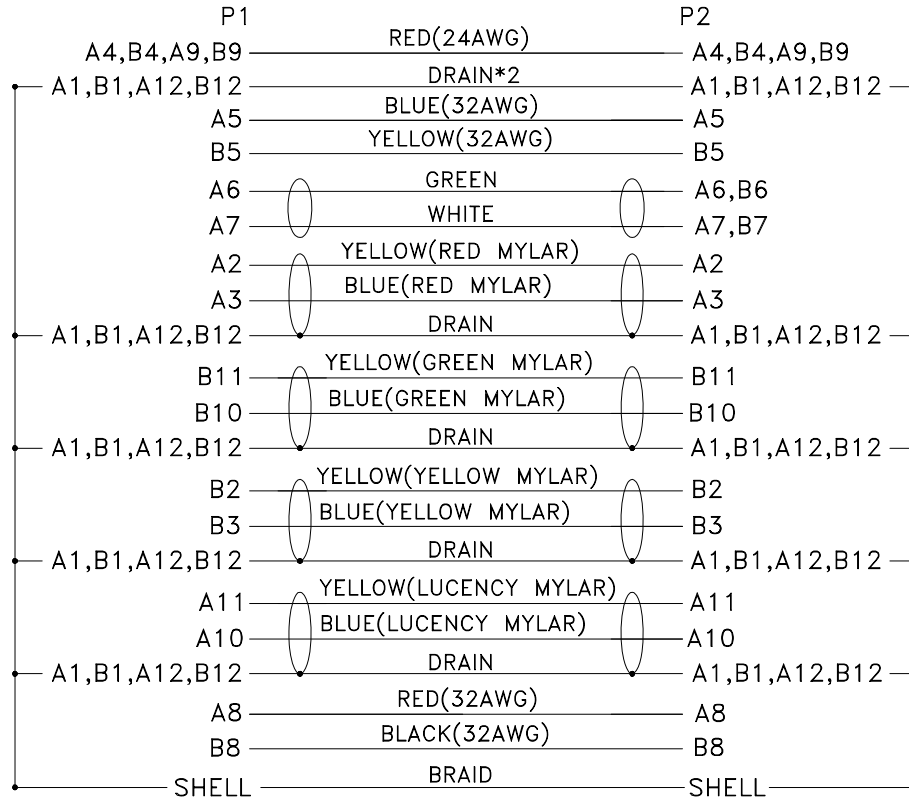 P1 P2
A4,B4,A9,B9 RED(24AWG) A4,B4,A9,B9
A1,B1,A12,B12 DRAIN*2 A1,B1,A12,B12
A5 BLUE(32AWG) A5
B5 YELLOW(32AWG) B5
A6 GREEN A6,B6
A7 WHITE A7,B7
A2 YELLOW(RED MYLAR) A2
A3 BLUE(RED MYLAR) A3
A1,B1,A12,B12 DRAIN A1,B1,A12,B12
B11 YELLOW(GREEN MYLAR) B11
B10 BLUE(GREEN MYLAR) B10
A1,B1,A12,B12 DRAIN A1,B1,A12,B12
B2 YELLOW(YELLOW MYLAR) B2
B3 BLUE(YELLOW MYLAR) B3
A1,B1,A12,B12 DRAIN A1,B1,A12,B12
A11 YELLOW(LUCENCY MYLAR) A11
A10 BLUE(LUCENCY MYLAR) A10
A1,B1,A12,B12 DRAIN A1,B1,A12,B12
A8 RED(32AWG) A8
B8 BLACK(32AWG) B8
SHELL BRAID SHELL